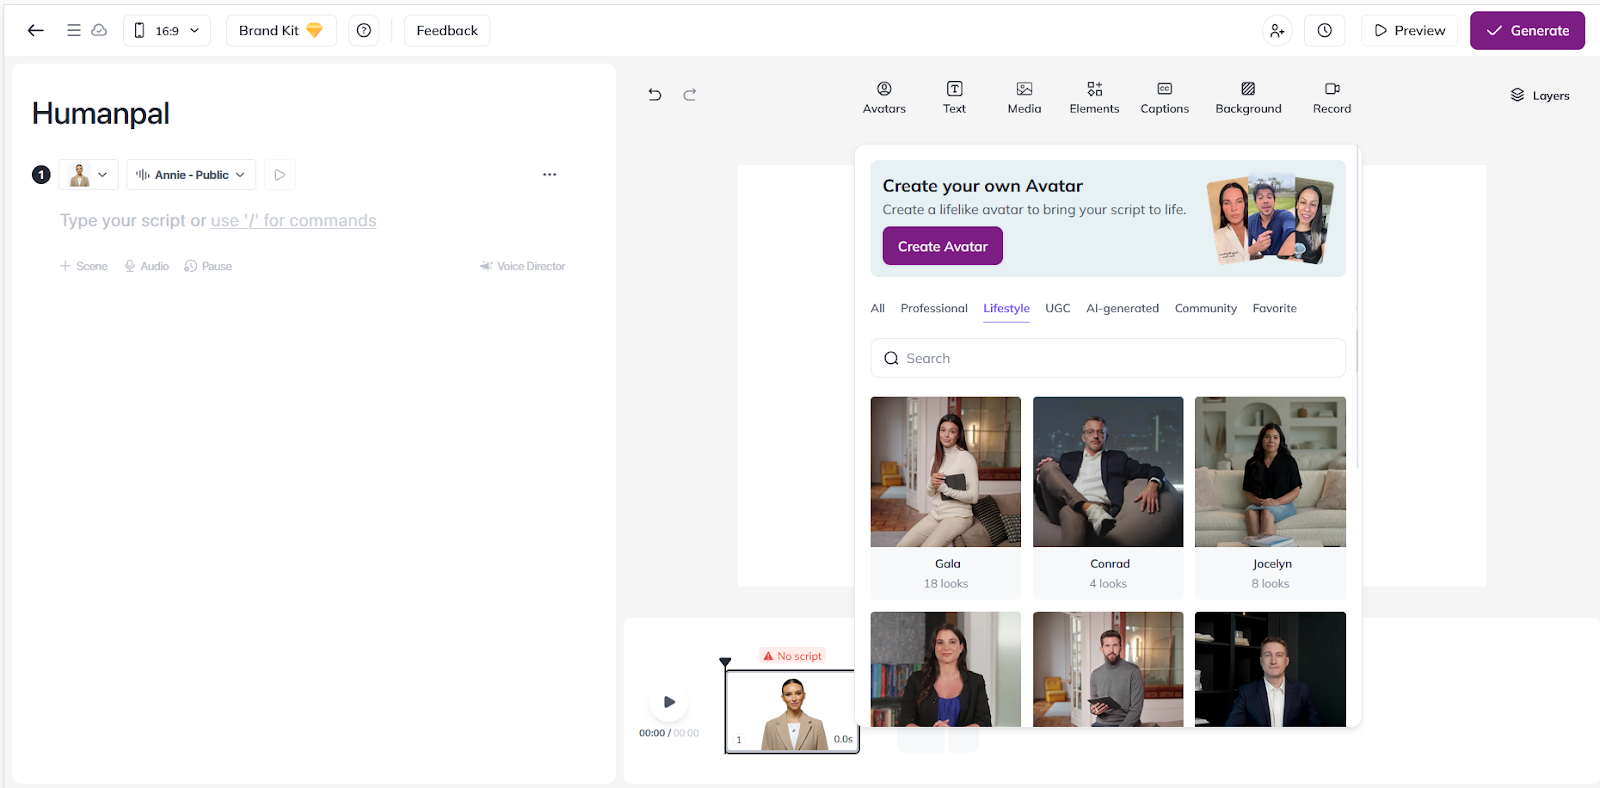 16:9
Brand Kit
Feedback
Preview
Generate
Humanpal
1
Annie - Public
Type your script or use '/' for commands
Scene
Audio
Pause
Voice Director
Avatars
Text
Media
Elements
Captions
Background
Record
Layers
Create your own Avatar
Create a lifelike avatar to bring your script to life.
Create Avatar
All Professional Lifestyle UGC AI-generated Community Favorite
Search
Gala
18 looks
Conrad
4 looks
Jocelyn
8 looks
No script
00:00 / 00:00
1
0.0s